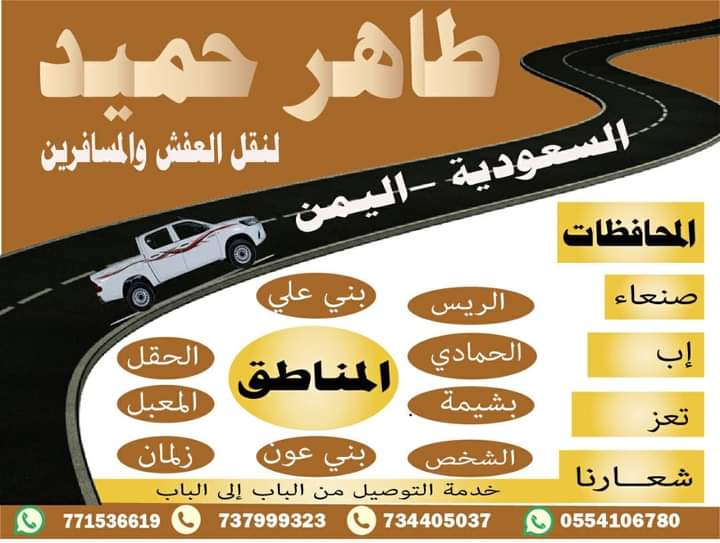 طاهر حميد
لنقل العفش والمسافرين
السعودية - اليمن
المحافظات
صنعاء
إب
تعز
المناطق
بني علي
الريس
الحمادي
بشيمة
الشخص
بني عون
الحقل
المعبل
زلمان
شعارنا
خدمة التوصيل من الباب إلى الباب
771536619
737999323
734405037
0554106780